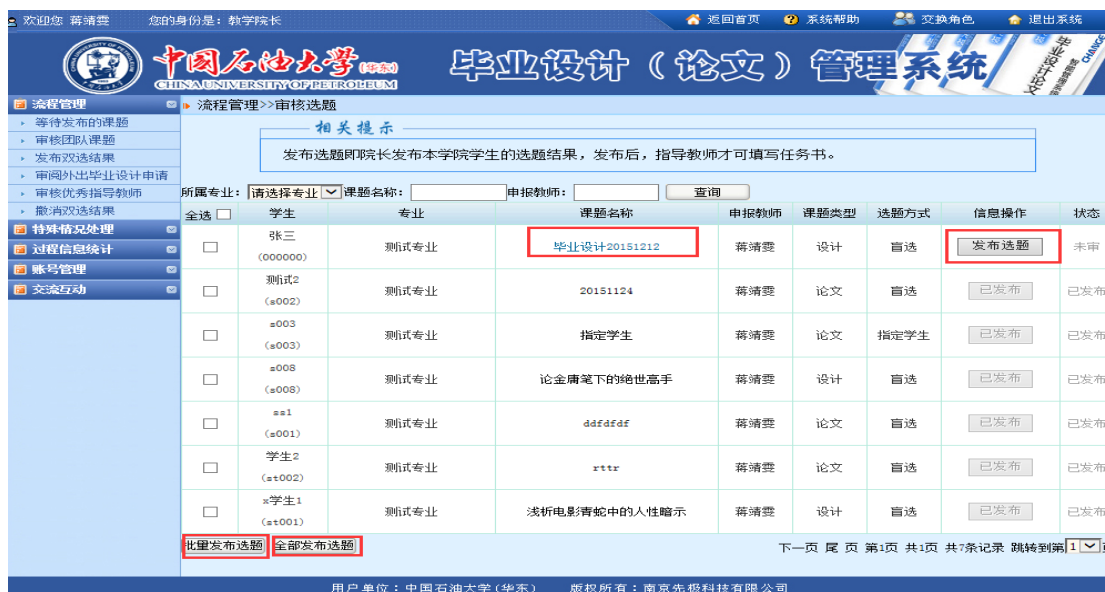 欢迎您 蒋靖霎 您的身份是：教学院长 返回首页 系统帮助 交换角色 退出系统
中国石油大学(华东) 毕业设计（论文）管理系统
CHINA UNIVERSITY OF PETROLEUM
流程管理 流程管理>>审核选题
等待发布的课题
审核团队课题
发布双选结果
审阅外出毕业设计申请
审核优秀指导教师
撤消双选结果
特殊情况处理
过程信息统计
账号管理
交流互动
相关提示
发布选题即院长发布本学院学生的选题结果，发布后，指导教师才可填写任务书。
所属专业： 请选择专业 课题名称： 申报教师： 查询
全选 学生 专业 课题名称 申报教师 课题类型 选题方式 信息操作 状态
张三 (000000) 测试专业 毕业设计20151212 蒋靖霎 设计 盲选 发布选题 未审
测试2 (s002) 测试专业 20151124 蒋靖霎 论文 盲选 已发布 已发布
s003 (s003) 测试专业 指定学生 蒋靖霎 论文 指定学生 已发布 已发布
s008 (s008) 测试专业 论金庸笔下的绝世高手 蒋靖霎 设计 盲选 已发布 已发布
ss1 (s001) 测试专业 ddfdfdf 蒋靖霎 论文 盲选 已发布 已发布
学生2 (st002) 测试专业 rttr 蒋靖霎 论文 盲选 已发布 已发布
x学生1 (st001) 测试专业 浅析电影青蛇中的人性暗示 蒋靖霎 设计 盲选 已发布 已发布
批量发布选题 全部发布选题 下一页 尾 页 第1页 共1页 共7条记录 跳转到第 1
用户单位：中国石油大学(华东) 版权所有：南京先极科技有限公司